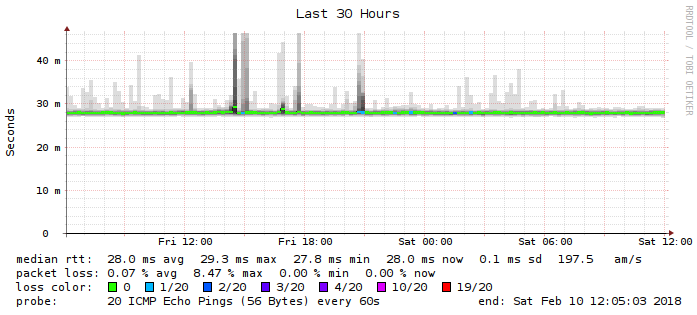 Last 30 Hours
RRDTOOL / TOBI OETIKER
Seconds
40 m
30 m
20 m
10 m
0
Fri 12:00 Fri 18:00 Sat 00:00 Sat 06:00 Sat 12:00
median rtt: 28.0 ms avg 29.3 ms max 27.8 ms min 28.0 ms now 0.1 ms sd 197.5 am/s
packet loss: 0.07 % avg 8.47 % max 0.00 % min 0.00 % now
loss color: 0 1/20 2/20 3/20 4/20 10/20 19/20
probe: 20 ICMP Echo Pings (56 Bytes) every 60s end: Sat Feb 10 12:05:03 2018